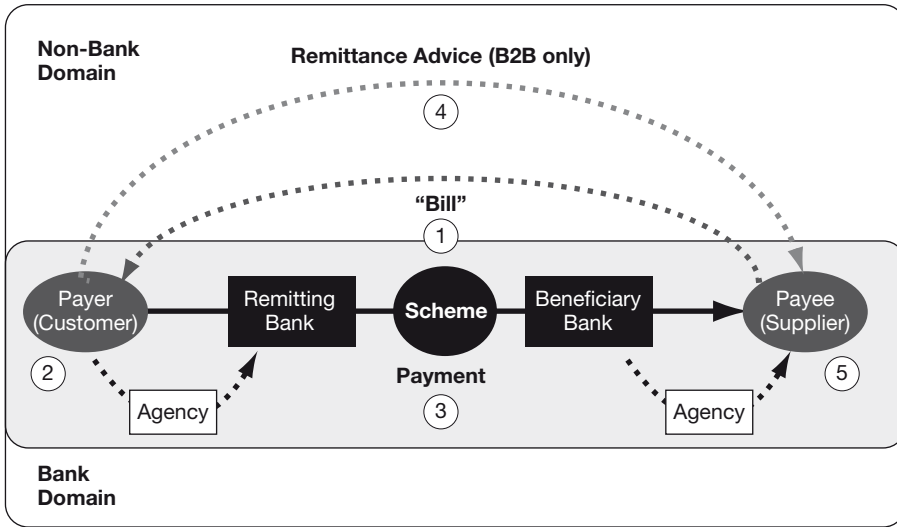 Non-Bank
Domain
Remittance Advice (B2B only)
4
“Bill”
1
Payer
(Customer)
Remitting
Bank
Scheme
Beneficiary
Bank
Payee
(Supplier)
2
Agency
Payment
3
Agency
5
Bank
Domain